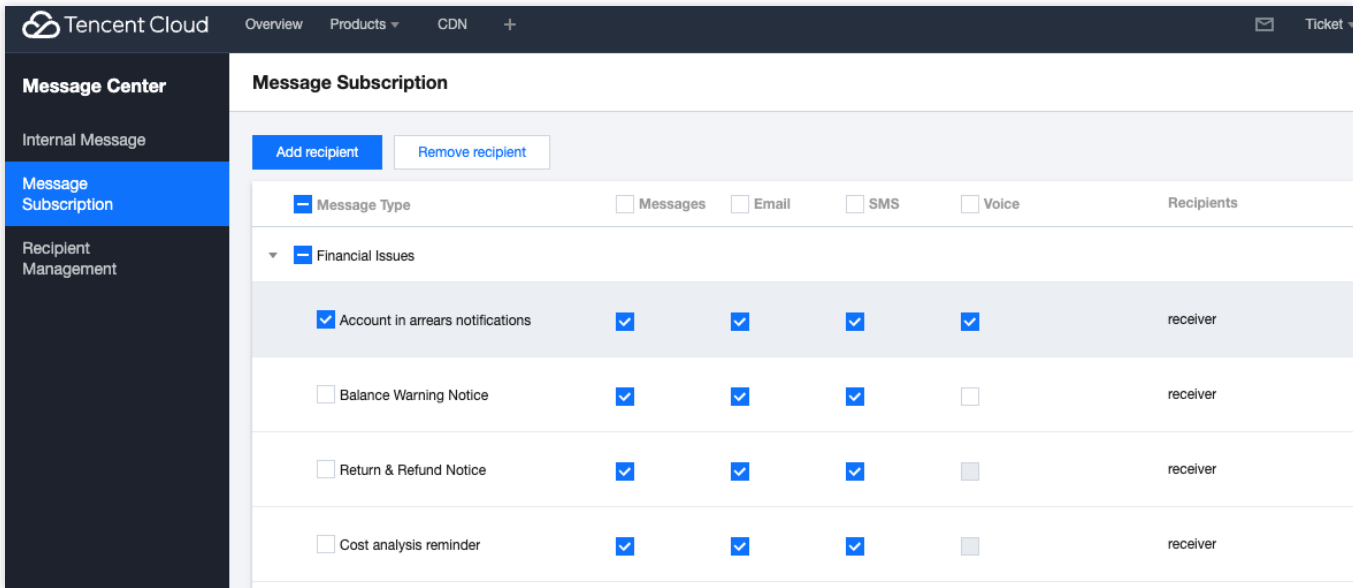 Tencent Cloud Overview Products CDN + Ticket
Message Center
Message Subscription
Internal Message
Add recipient Remove recipient
Message
Subscription
Message Type Messages Email SMS Voice Recipients
Recipient
Management
Financial Issues
Account in arrears notifications receiver
Balance Warning Notice receiver
Return & Refund Notice receiver
Cost analysis reminder receiver